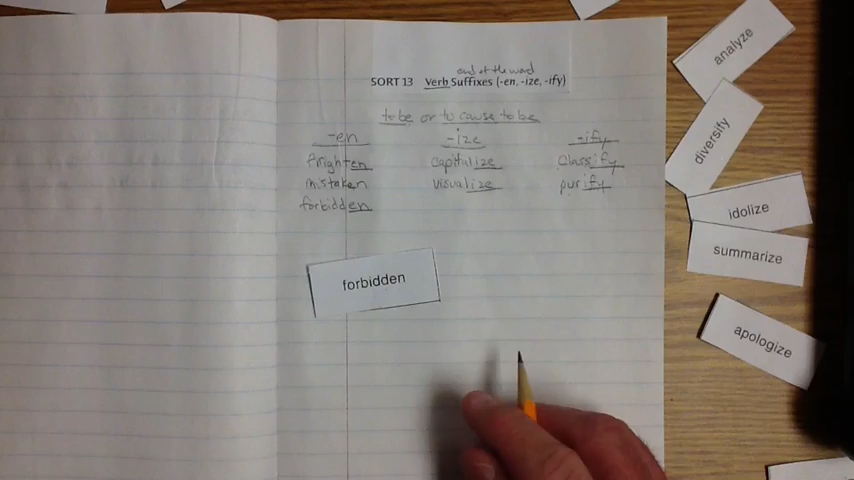 end of the word
SORT 13 Verb Suffixes (-en, -ize, -ify)
to be or to cause to be
-en -ize -ify
frighten capitalize classify
mistaken visualize purify
forbidden
forbidden
analyze
diversify
idolize
summarize
apologize